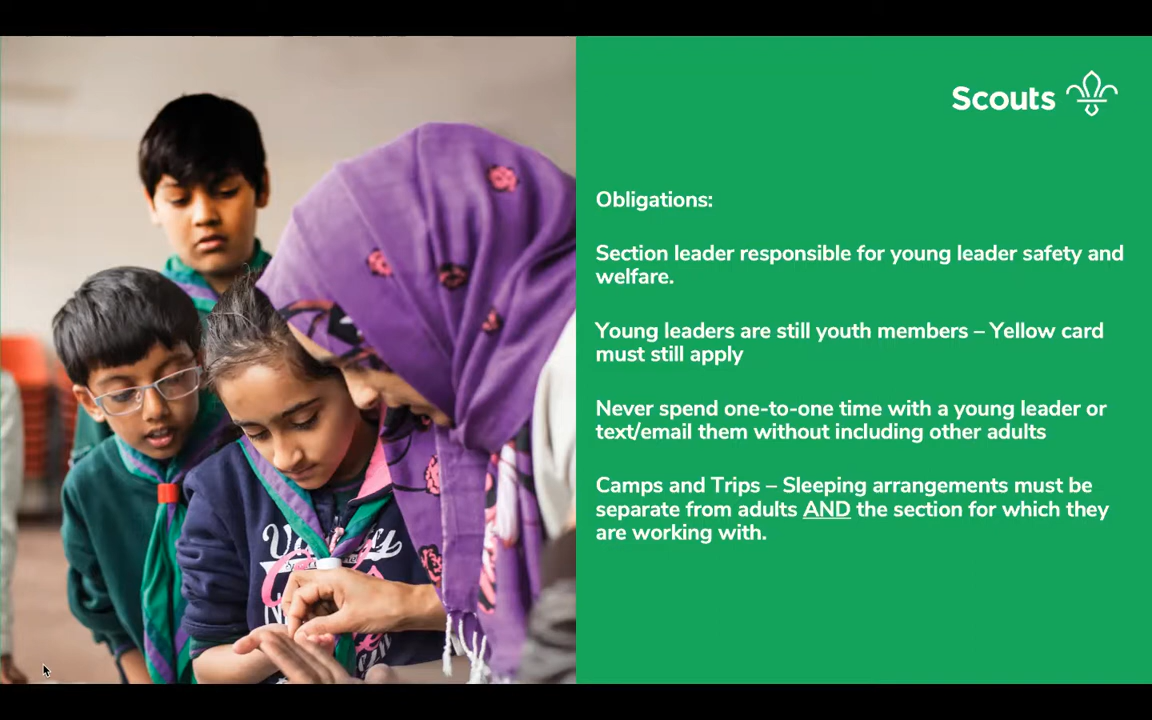 Scouts
Obligations:
Section leader responsible for young leader safety and
welfare.
Young leaders are still youth members – Yellow card
must still apply
Never spend one-to-one time with a young leader or
text/email them without including other adults
Camps and Trips – Sleeping arrangements must be
separate from adults AND the section for which they
are working with.